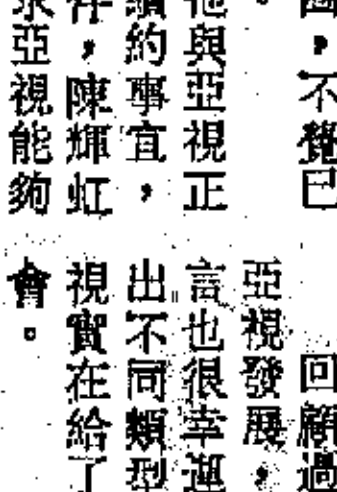 國，不覺已
。
他與亞視正
續約事宜，
件，陳輝虹
求亞視能夠
回顧過
亞視發展，
言也很幸運
出不同類型
視實在給了
會。